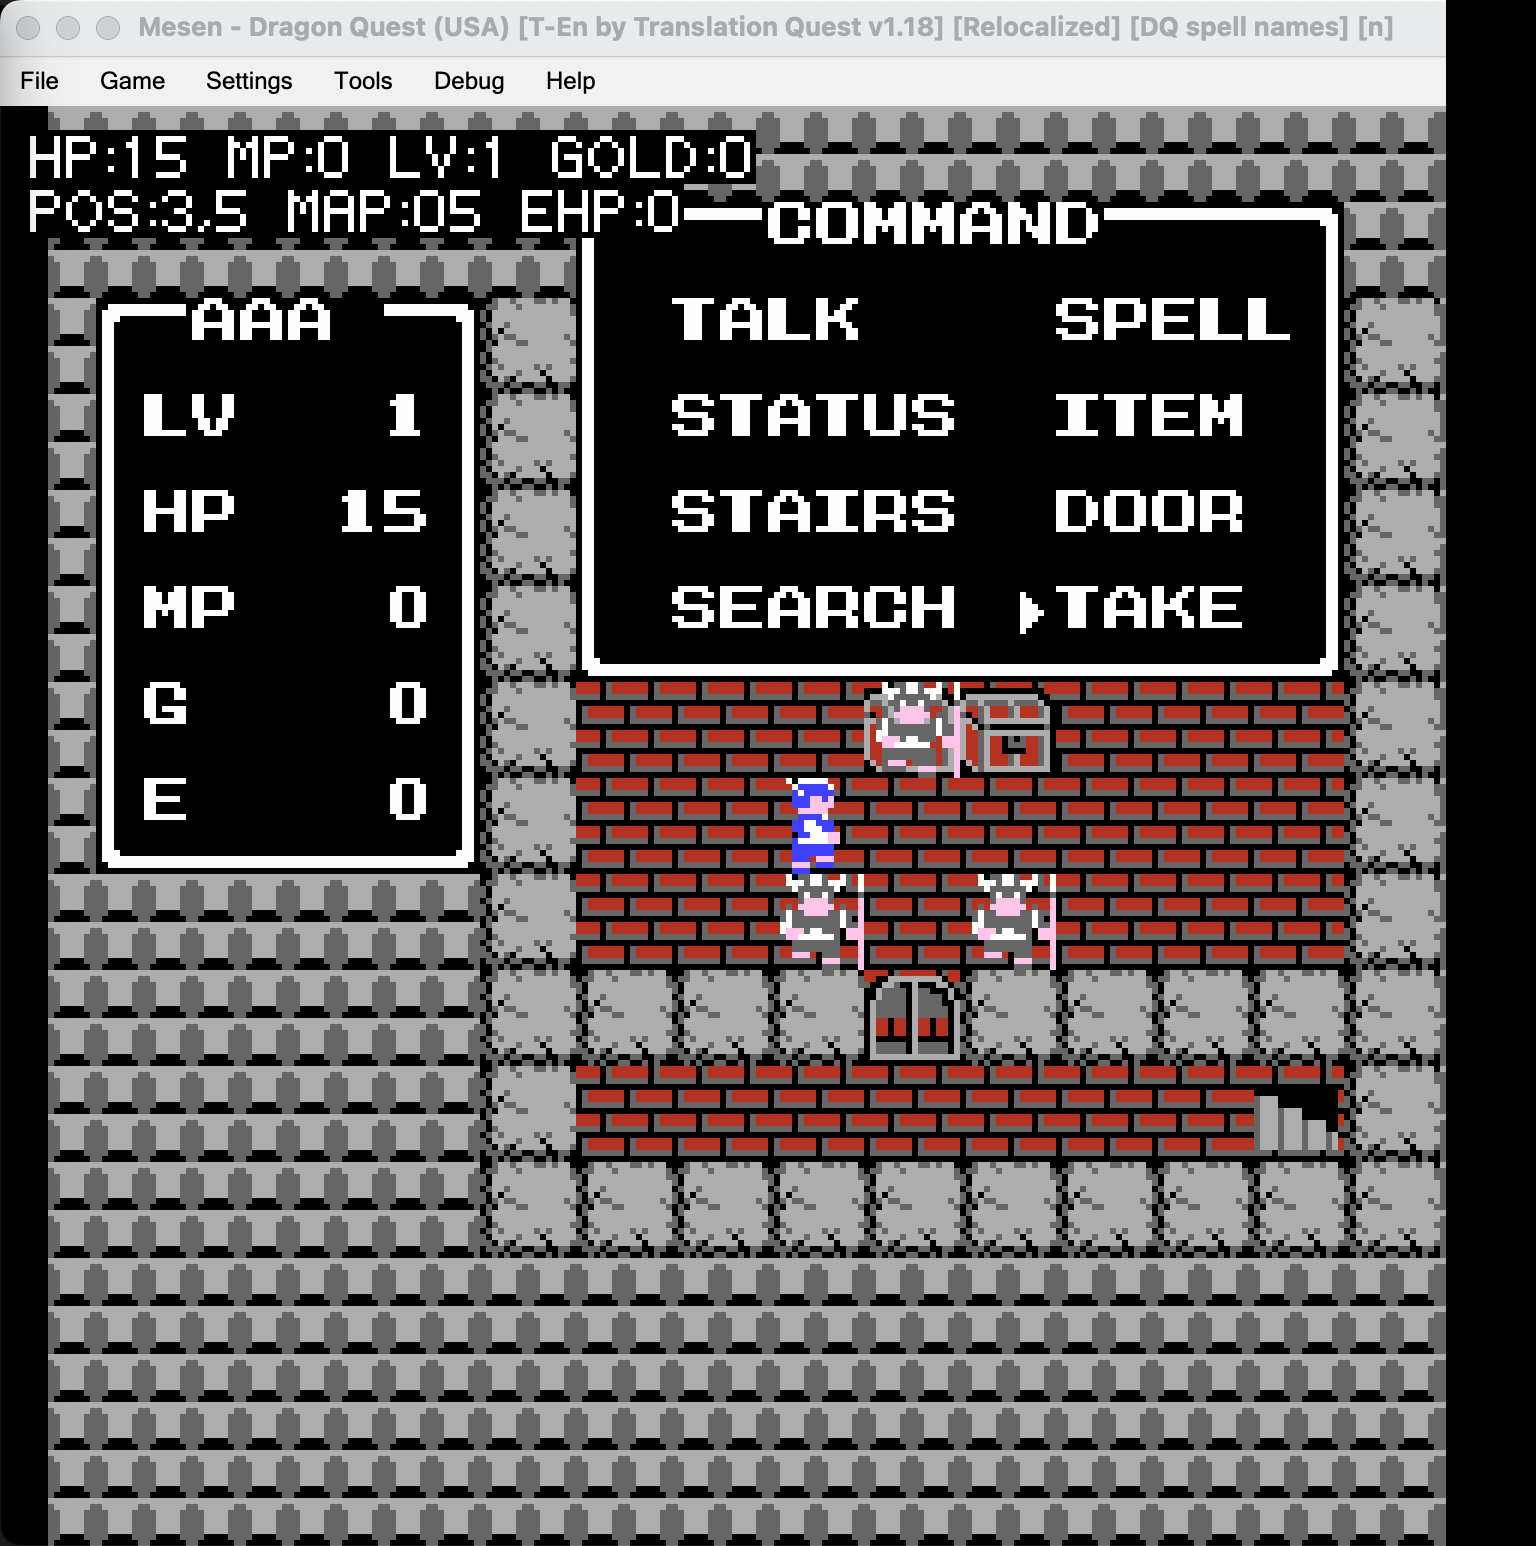 Mesen - Dragon Quest (USA) [T-En by Translation Quest v1.18] [Relocalized] [DQ spell names] [n]
File Game Settings Tools Debug Help
HP:15 MP:0 LV:1 GOLD:0
POS:3,5 MAP:05 EHP:0
COMMAND
TALK SPELL
STATUS ITEM
STAIRS DOOR
SEARCH TAKE
AAA
LV 1
HP 15
MP 0
G 0
E 0